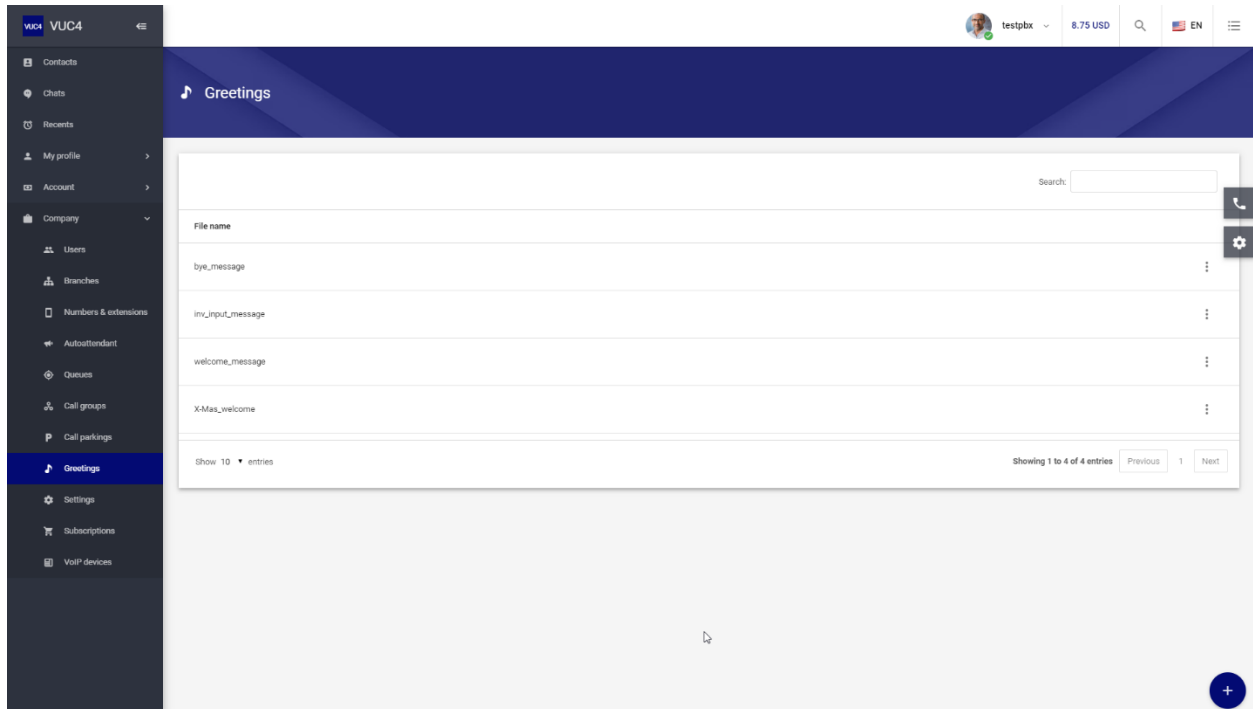 VUC4 VUC4
testpbx 8.75 USD EN
Contacts
Chats
Recents
My profile
Account
Company
Users
Branches
Numbers & extensions
Autoattendant
Queues
Call groups
P Call parkings
Greetings
Settings
Subscriptions
VoIP devices
Greetings
Search:
File name
bye_message
inv_input_message
welcome_message
X-Mas_welcome
Show 10 entries
Showing 1 to 4 of 4 entries Previous 1 Next